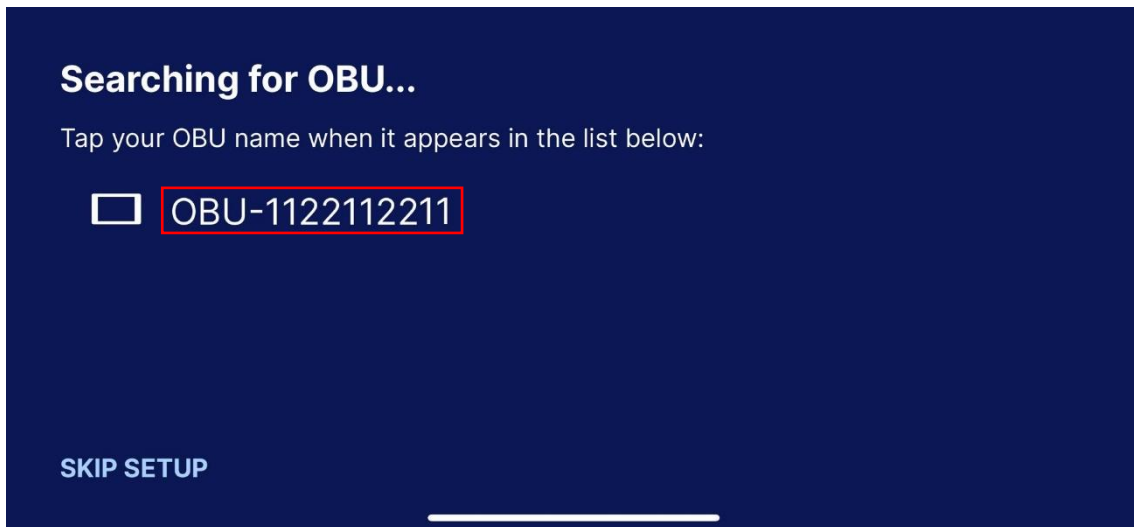 Searching for OBU...
Tap your OBU name when it appears in the list below:
OBU-1122112211
SKIP SETUP